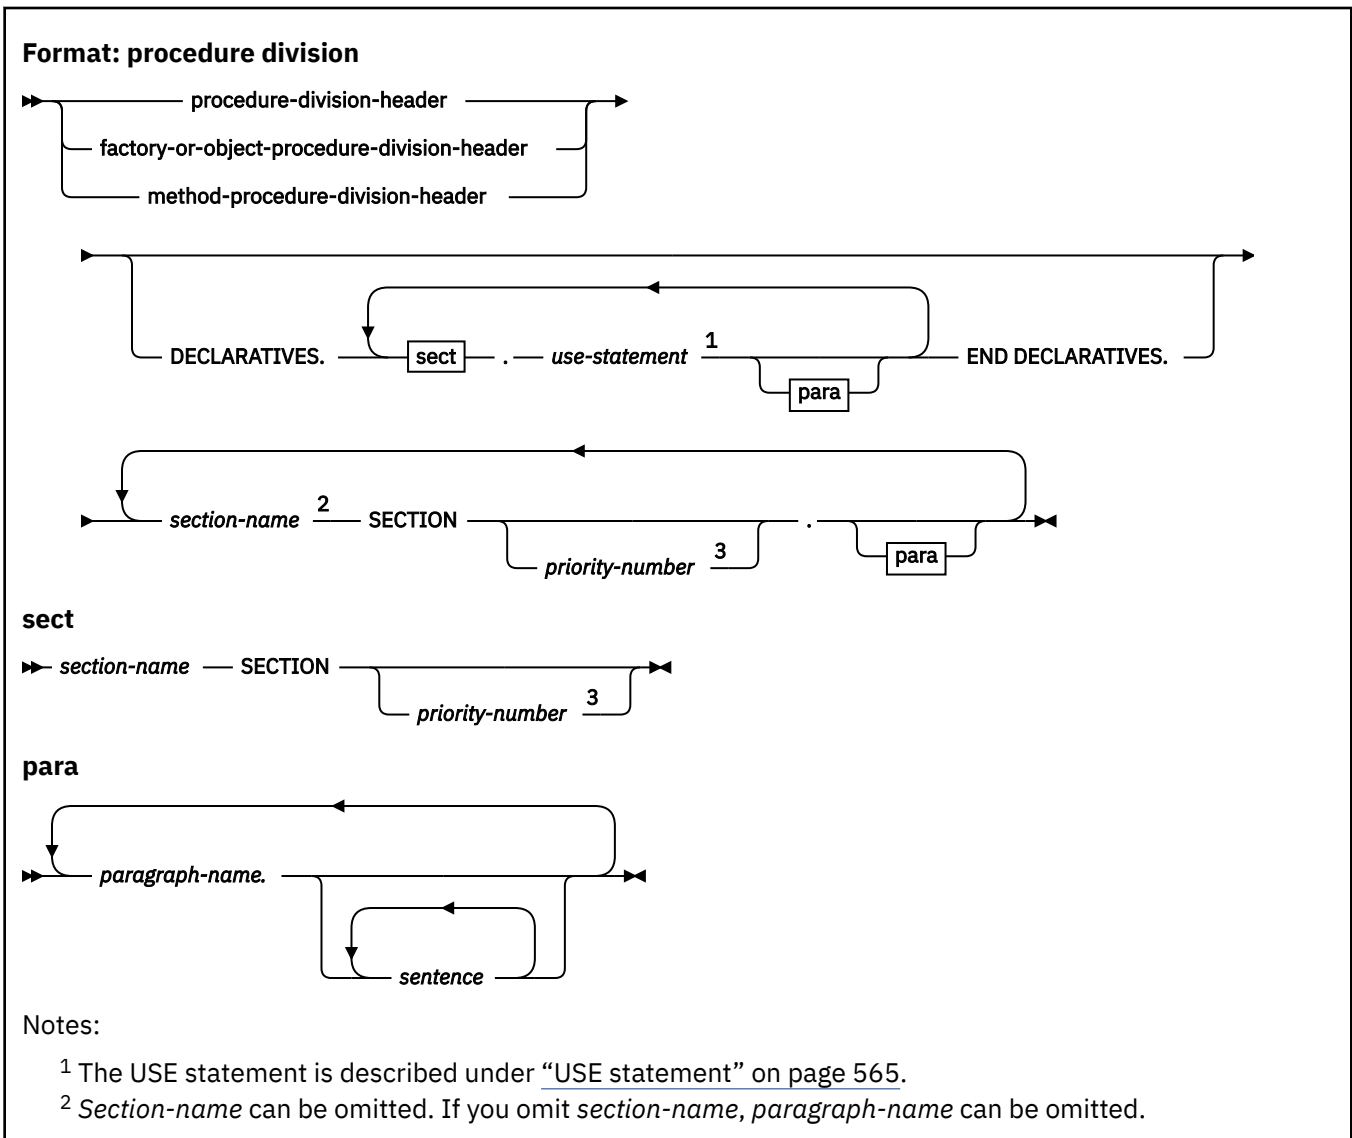 Format: procedure division
procedure-division-header
factory-or-object-procedure-division-header
method-procedure-division-header
DECLARATIVES. sect . use-statement 1 para END DECLARATIVES.
section-name 2 SECTION priority-number 3 . para
sect
section-name SECTION priority-number 3
para
paragraph-name.
sentence
Notes:
1 The USE statement is described under “USE statement” on page 565.
2 Section-name can be omitted. If you omit section-name, paragraph-name can be omitted.